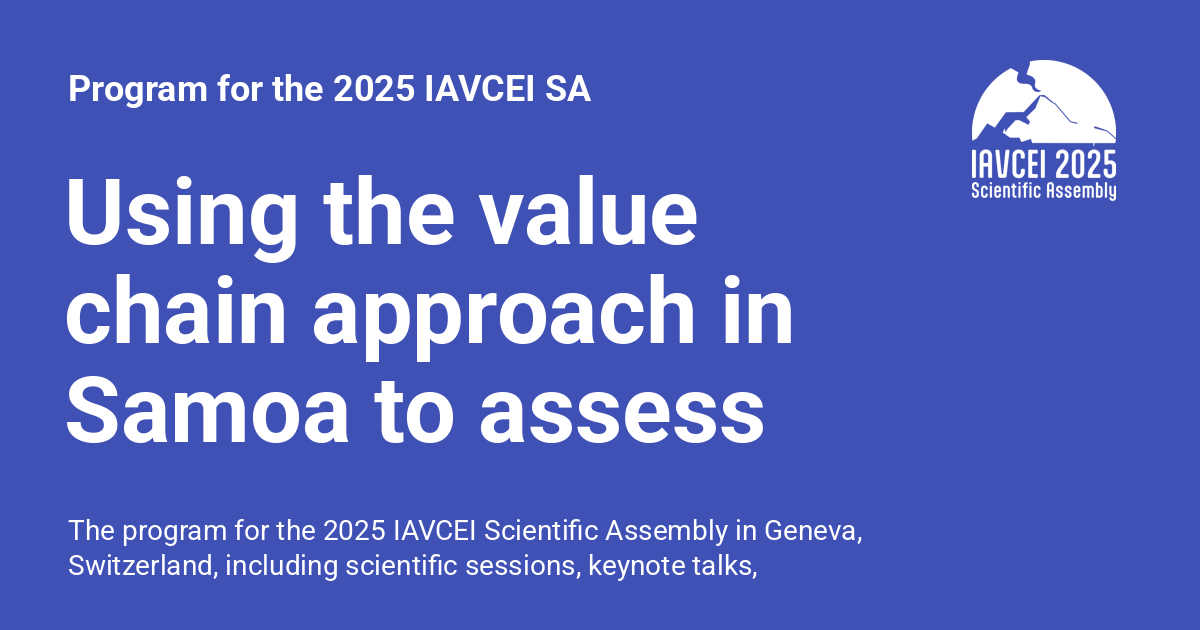 Program for the 2025 IAVCEI SA
IAVCEI 2025
Scientific Assembly
Using the value
chain approach in
Samoa to assess
The program for the 2025 IAVCEI Scientific Assembly in Geneva,
Switzerland, including scientific sessions, keynote talks,